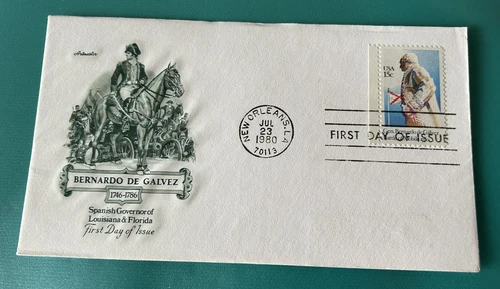 Artmaster
BERNARDO DE GALVEZ
1746-1786
Spanish Governor of
Louisiana & Florida
First Day of Issue
NEW ORLEANS, LA
JUL
23
1980
70113
USA
15c
FIRST DAY OF ISSUE